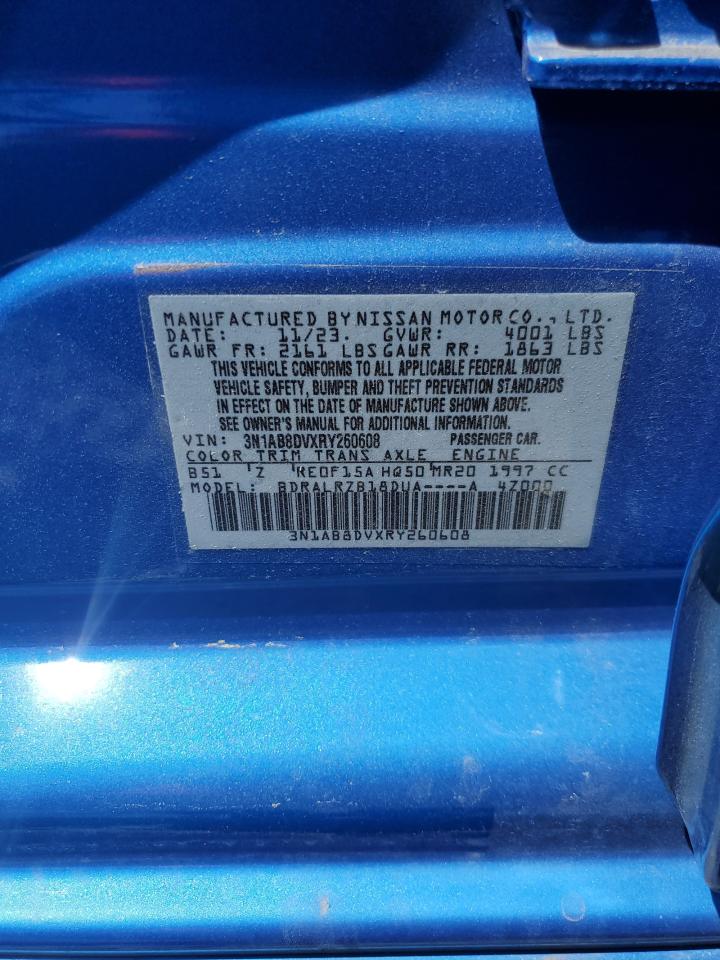 MANUFACTURED BY NISSAN MOTOR CO., LTD.
DATE: 11/23. GVWR: 4001 LBS
GAWR FR: 2161 LBS GAWR RR: 1863 LBS
THIS VEHICLE CONFORMS TO ALL APPLICABLE FEDERAL MOTOR
VEHICLE SAFETY, BUMPER AND THEFT PREVENTION STANDARDS
IN EFFECT ON THE DATE OF MANUFACTURE SHOWN ABOVE.
SEE OWNER'S MANUAL FOR ADDITIONAL INFORMATION.
VIN: 3N1AB8DVXRY260608 PASSENGER CAR.
COLOR TRIM TRANS AXLE ENGINE
B51 Z RE0F15A HQ50 MR20 1997 CC
MODEL: BDRALRZB18DUA----A 4Z000
3N1AB8DVXRY260608